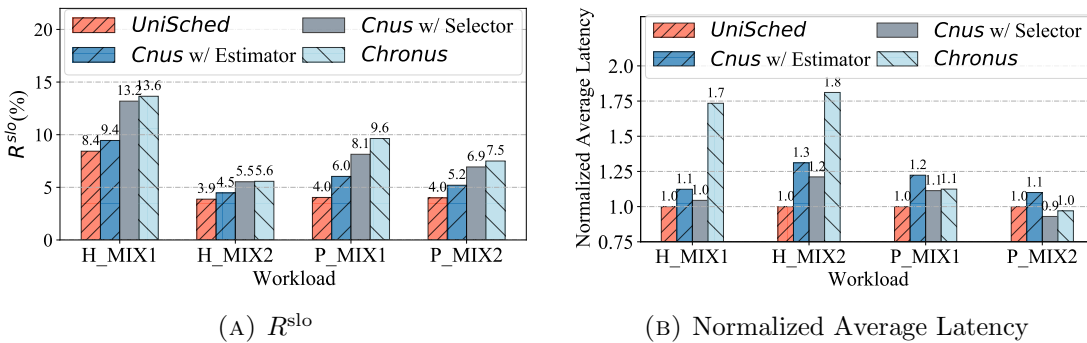 UniSched
Cnus w/ Selector
Cnus w/ Estimator
Chronus
R^slo(%)
20
15
10
5
0
8.4 9.4 13.2 13.6
3.9 4.5 5.5 5.6
4.0 6.0 8.1 9.6
4.0 5.2 6.9 7.5
H_MIX1 H_MIX2 P_MIX1 P_MIX2
Workload
(A) R^slo
UniSched
Cnus w/ Selector
Cnus w/ Estimator
Chronus
Normalized Average Latency
2.0
1.75
1.5
1.25
1.0
0.75
1.0 1.1 1.0 1.7
1.0 1.3 1.2 1.8
1.0 1.2 1.1 1.1
1.0 1.1 0.9 1.0
H_MIX1 H_MIX2 P_MIX1 P_MIX2
Workload
(B) Normalized Average Latency